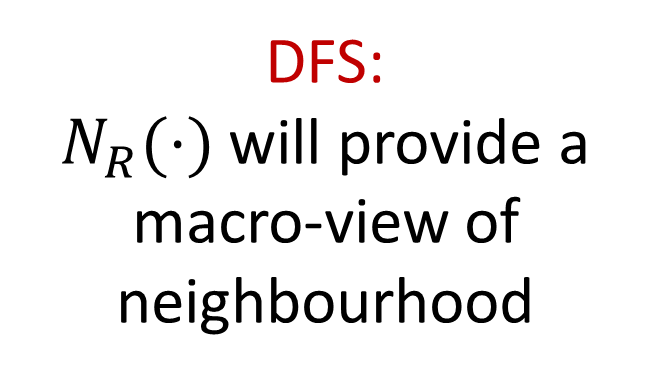 DFS:
N_R(·) will provide a
macro-view of
neighbourhood